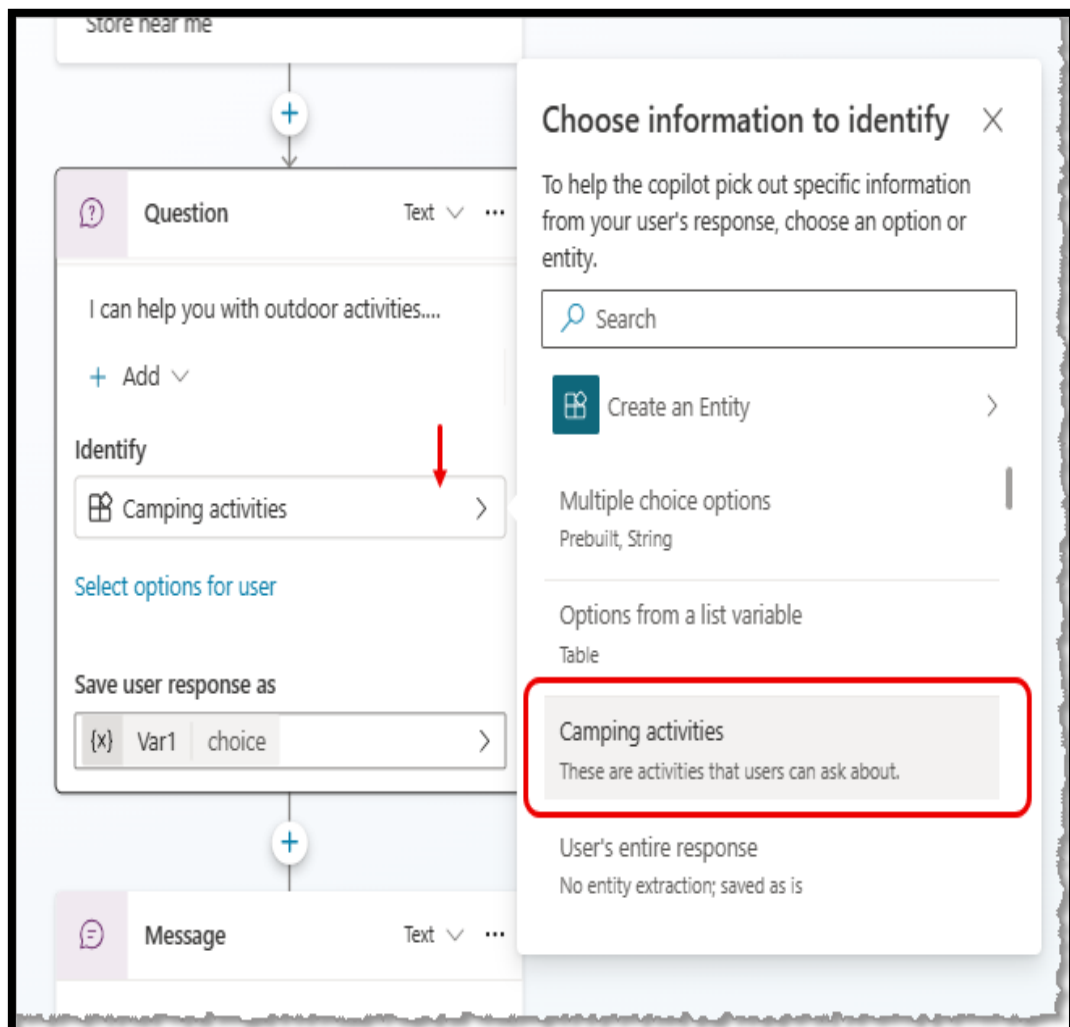 Store near me
Question
Text
I can help you with outdoor activities....
+ Add
Identify
Camping activities
Select options for user
Save user response as
{x} Var1 choice
Message
Text
Choose information to identify
To help the copilot pick out specific information
from your user's response, choose an option or
entity.
Search
Create an Entity
Multiple choice options
Prebuilt, String
Options from a list variable
Table
Camping activities
These are activities that users can ask about.
User's entire response
No entity extraction; saved as is